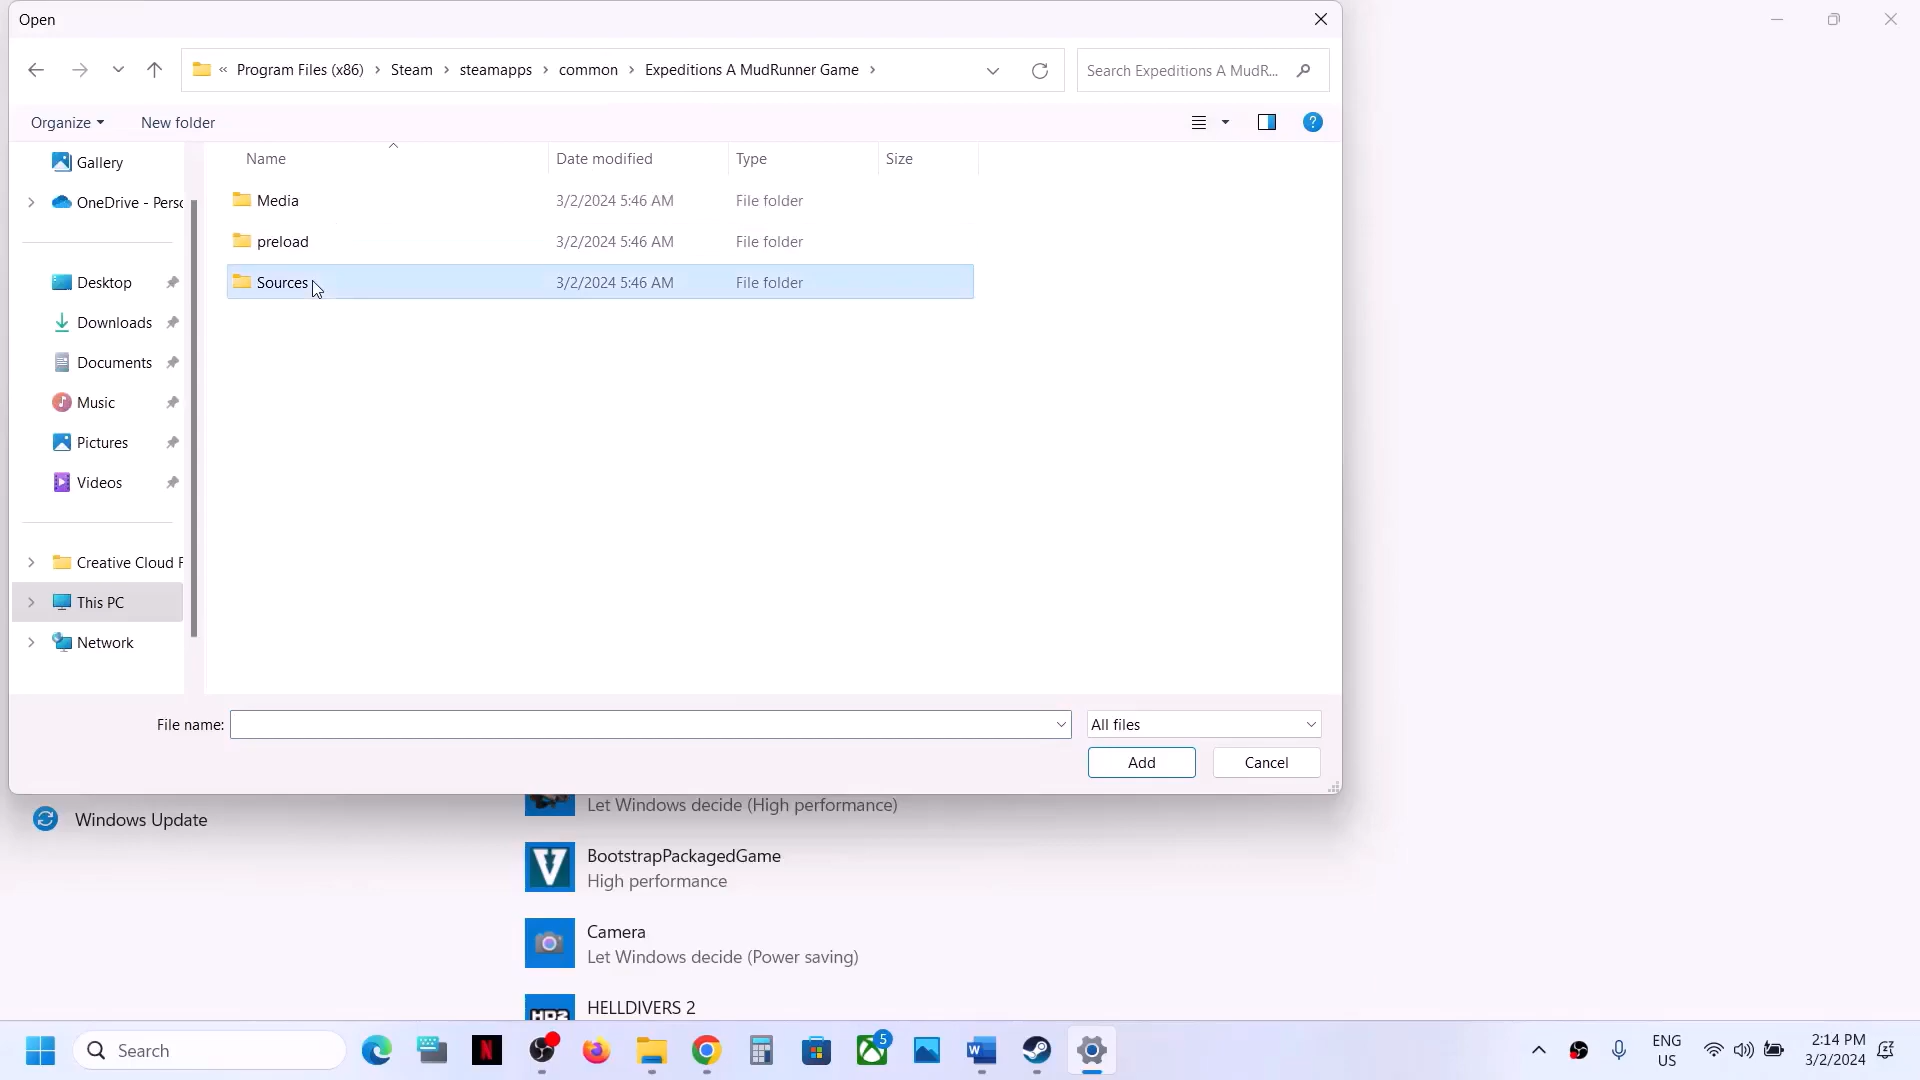 Open
« Program Files (x86) › Steam › steamapps › common › Expeditions A MudRunner Game ›
Search Expeditions A MudR...
Organize
New folder
Name
Date modified
Type
Size
Gallery
OneDrive - Perso
Desktop
Downloads
Documents
Music
Pictures
Videos
Creative Cloud F
This PC
Network
Media 3/2/2024 5:46 AM File folder
preload 3/2/2024 5:46 AM File folder
Sources 3/2/2024 5:46 AM File folder
File name:
All files
Add
Cancel
Windows Update
Let Windows decide (High performance)
BootstrapPackagedGame
High performance
Camera
Let Windows decide (Power saving)
HELLDIVERS 2
HD2
Search
5
ENG
US
2:14 PM
3/2/2024